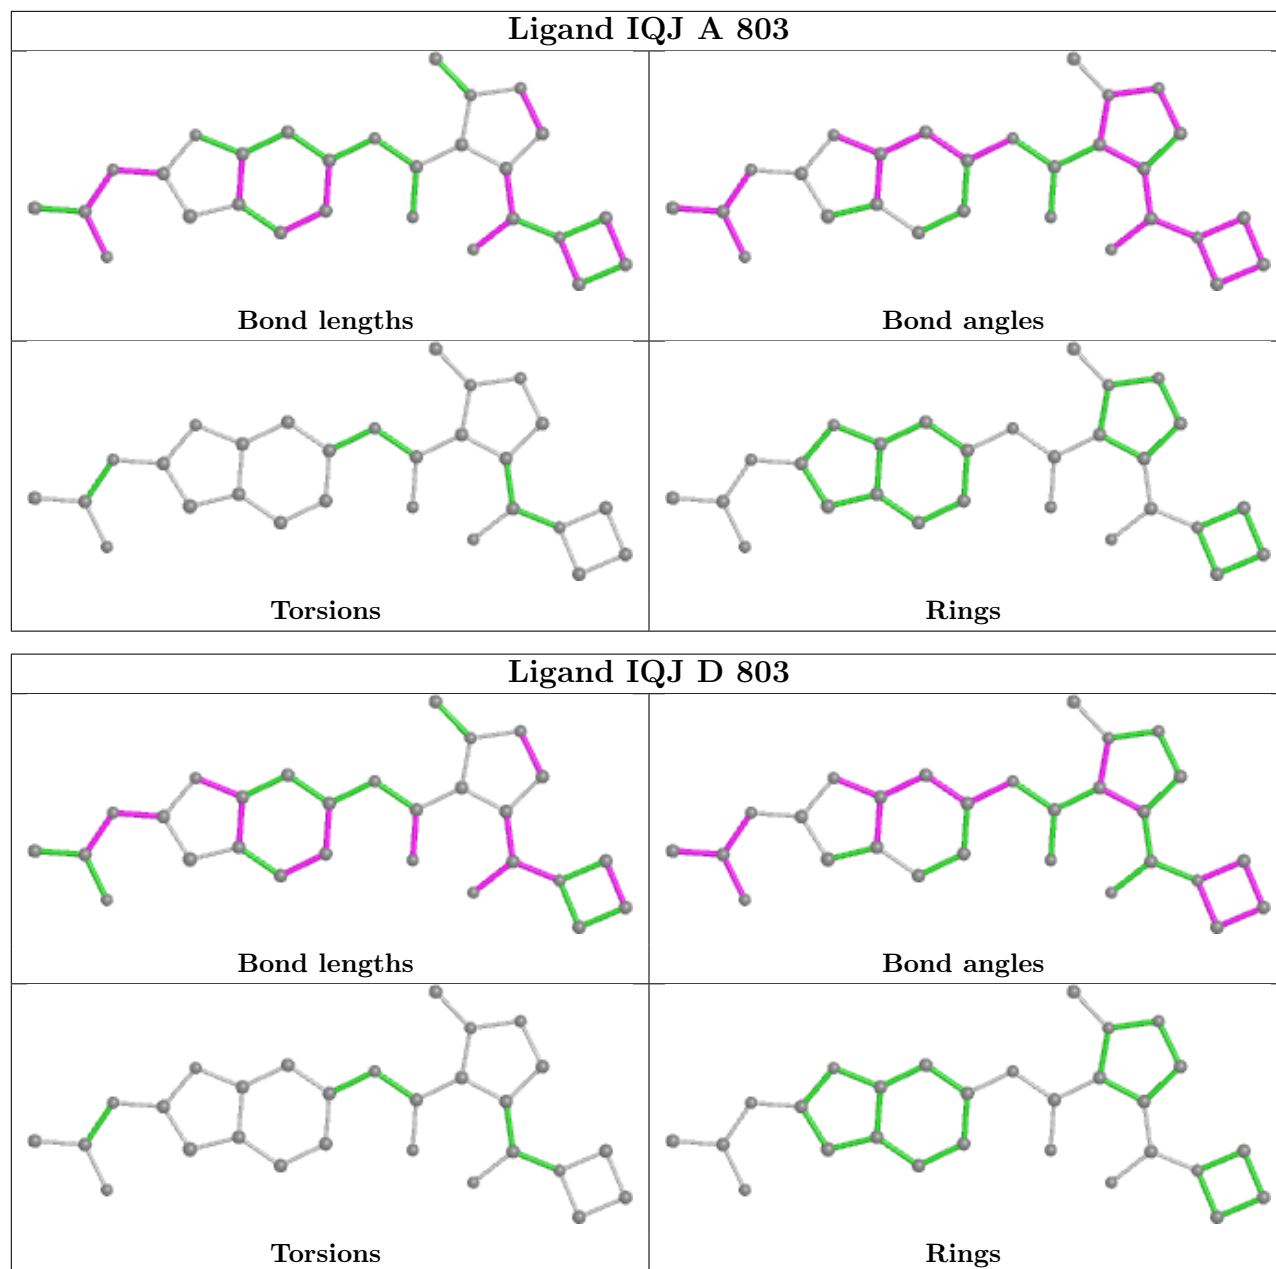 Ligand IQJ A 803
Bond lengths
Bond angles
Torsions
Rings
Ligand IQJ D 803
Bond lengths
Bond angles
Torsions
Rings